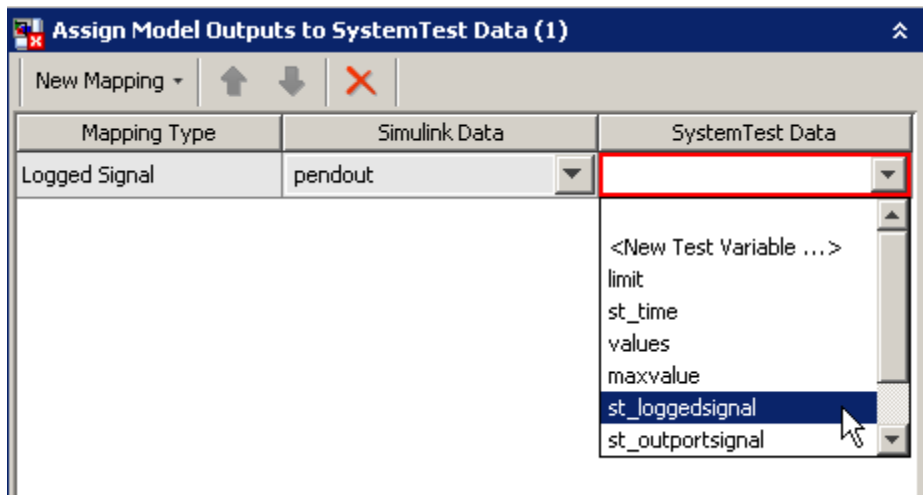 Assign Model Outputs to SystemTest Data (1)
New Mapping
Mapping Type Simulink Data SystemTest Data
Logged Signal pendout
<New Test Variable ...>
limit
st_time
values
maxvalue
st_loggedsignal
st_outportsignal